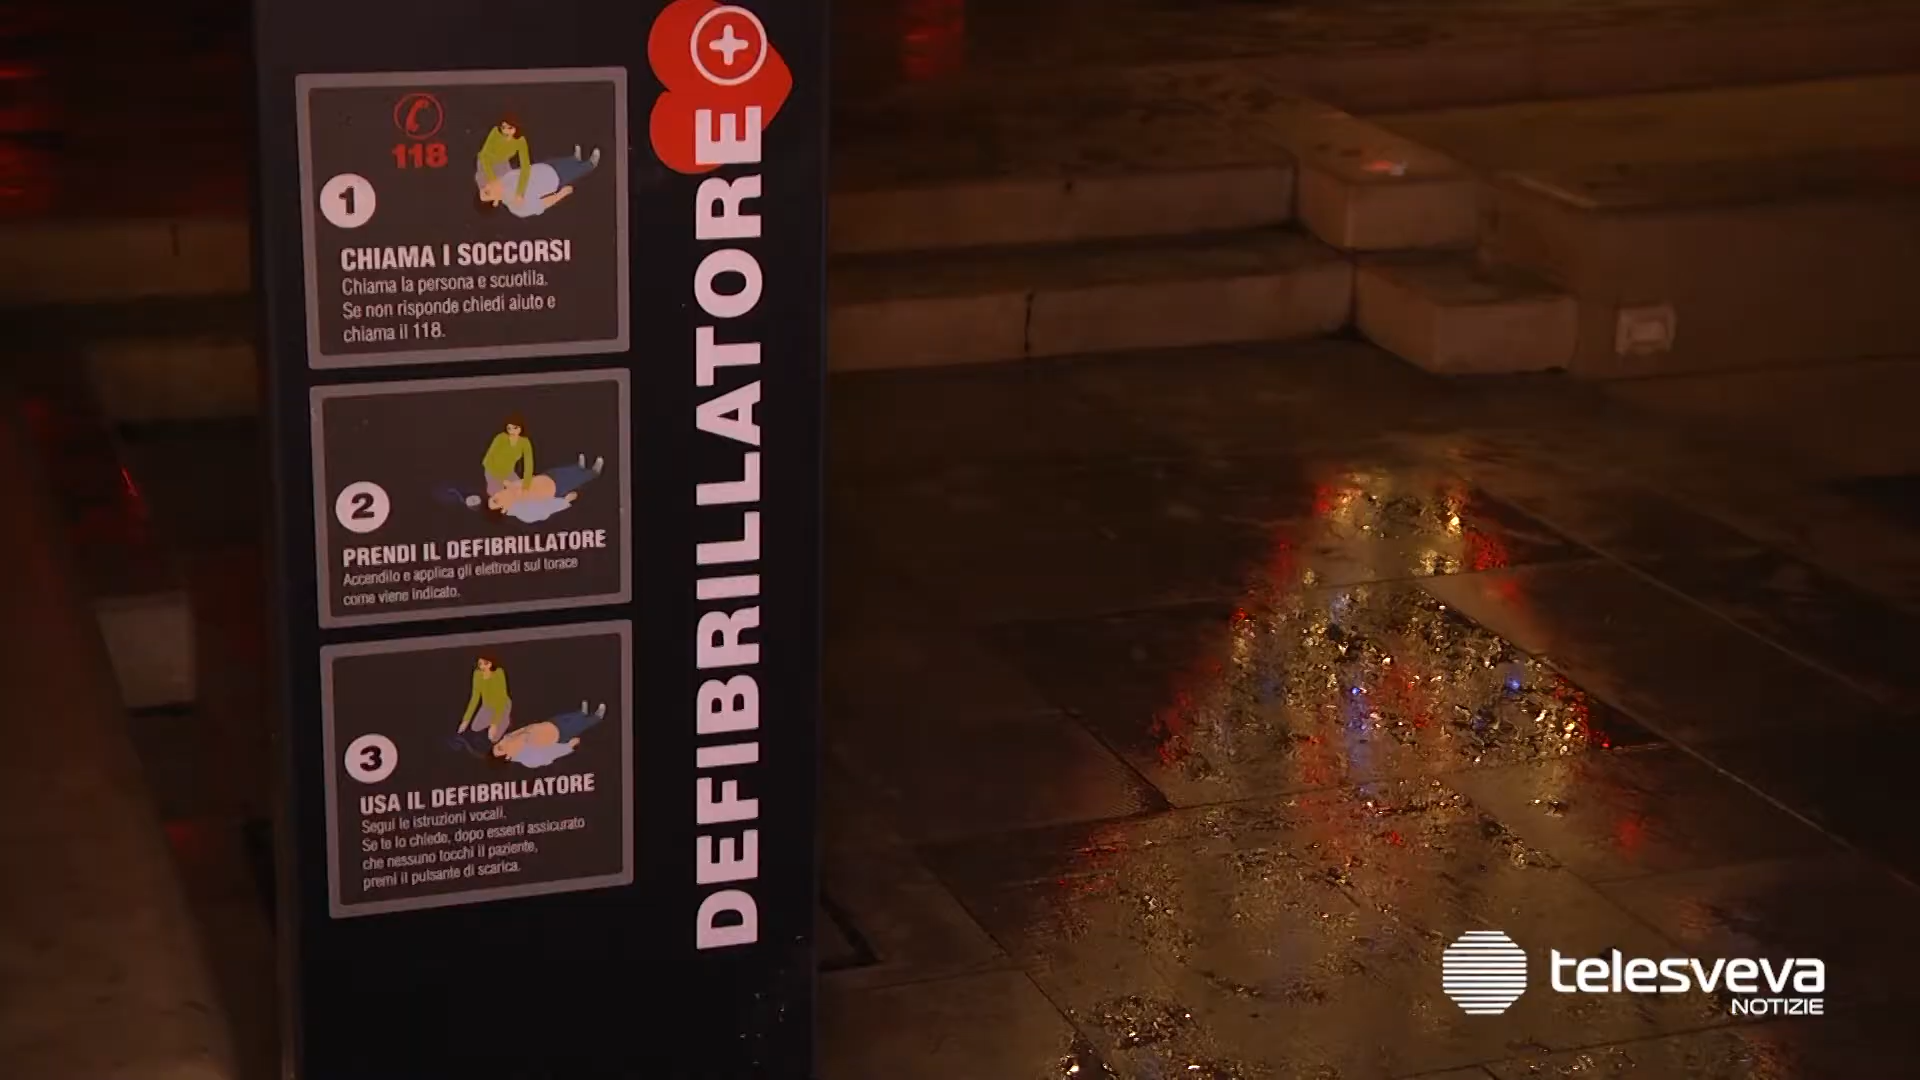 118
1
CHIAMA I SOCCORSI
Chiama la persona e scuotila.
Se non risponde chiedi aiuto e
chiama il 118.
2
PRENDI IL DEFIBRILLATORE
Accendilo e applica gli elettrodi sul torace
come viene indicato.
3
USA IL DEFIBRILLATORE
Segui le istruzioni vocali.
Se te lo chiede, dopo esserti assicurato
che nessuno tocchi il paziente,
premi il pulsante di scarica.
DEFIBRILLATORE
telesveva
NOTIZIE